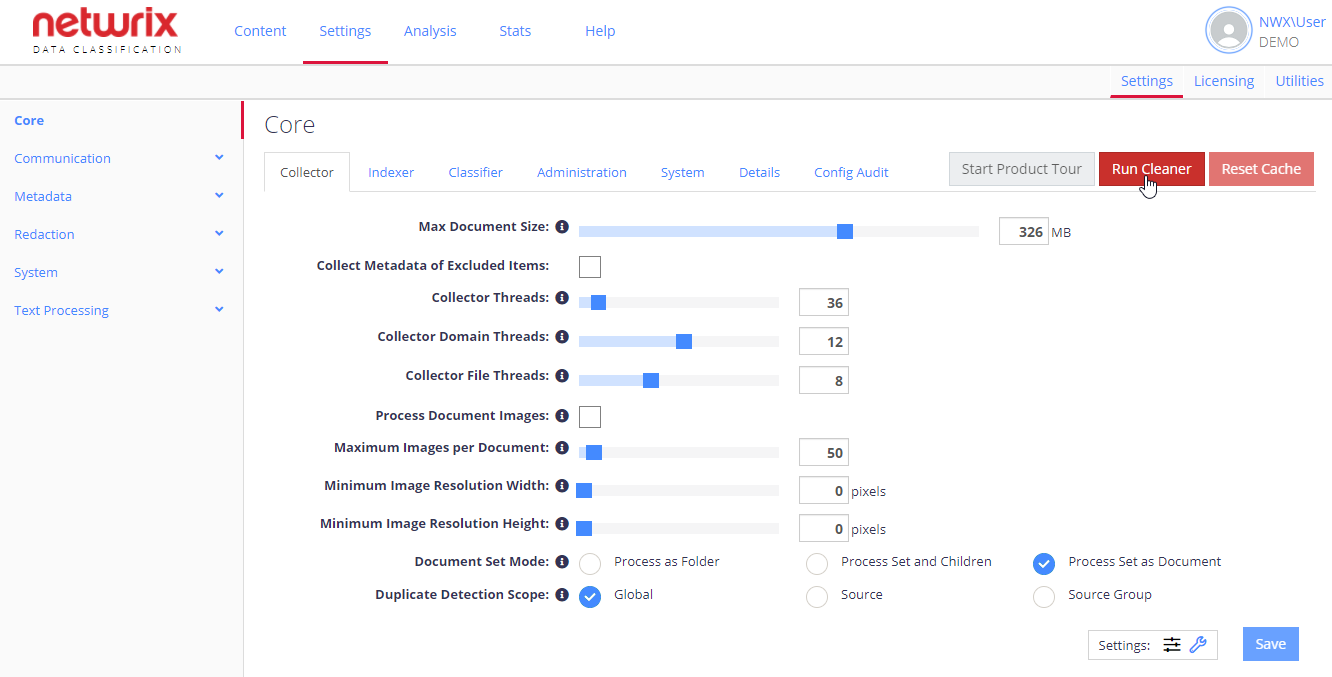 netwrix
DATA CLASSIFICATION
Content Settings Analysis Stats Help
NWX\User
DEMO
Settings Licensing Utilities
Core
Communication
Metadata
Redaction
System
Text Processing
Core
Collector Indexer Classifier Administration System Details Config Audit
Start Product Tour Run Cleaner Reset Cache
Max Document Size: 326 MB
Collect Metadata of Excluded Items:
Collector Threads: 36
Collector Domain Threads: 12
Collector File Threads: 8
Process Document Images:
Maximum Images per Document: 50
Minimum Image Resolution Width: 0 pixels
Minimum Image Resolution Height: 0 pixels
Document Set Mode: Process as Folder Process Set and Children Process Set as Document
Duplicate Detection Scope: Global Source Source Group
Settings: Save